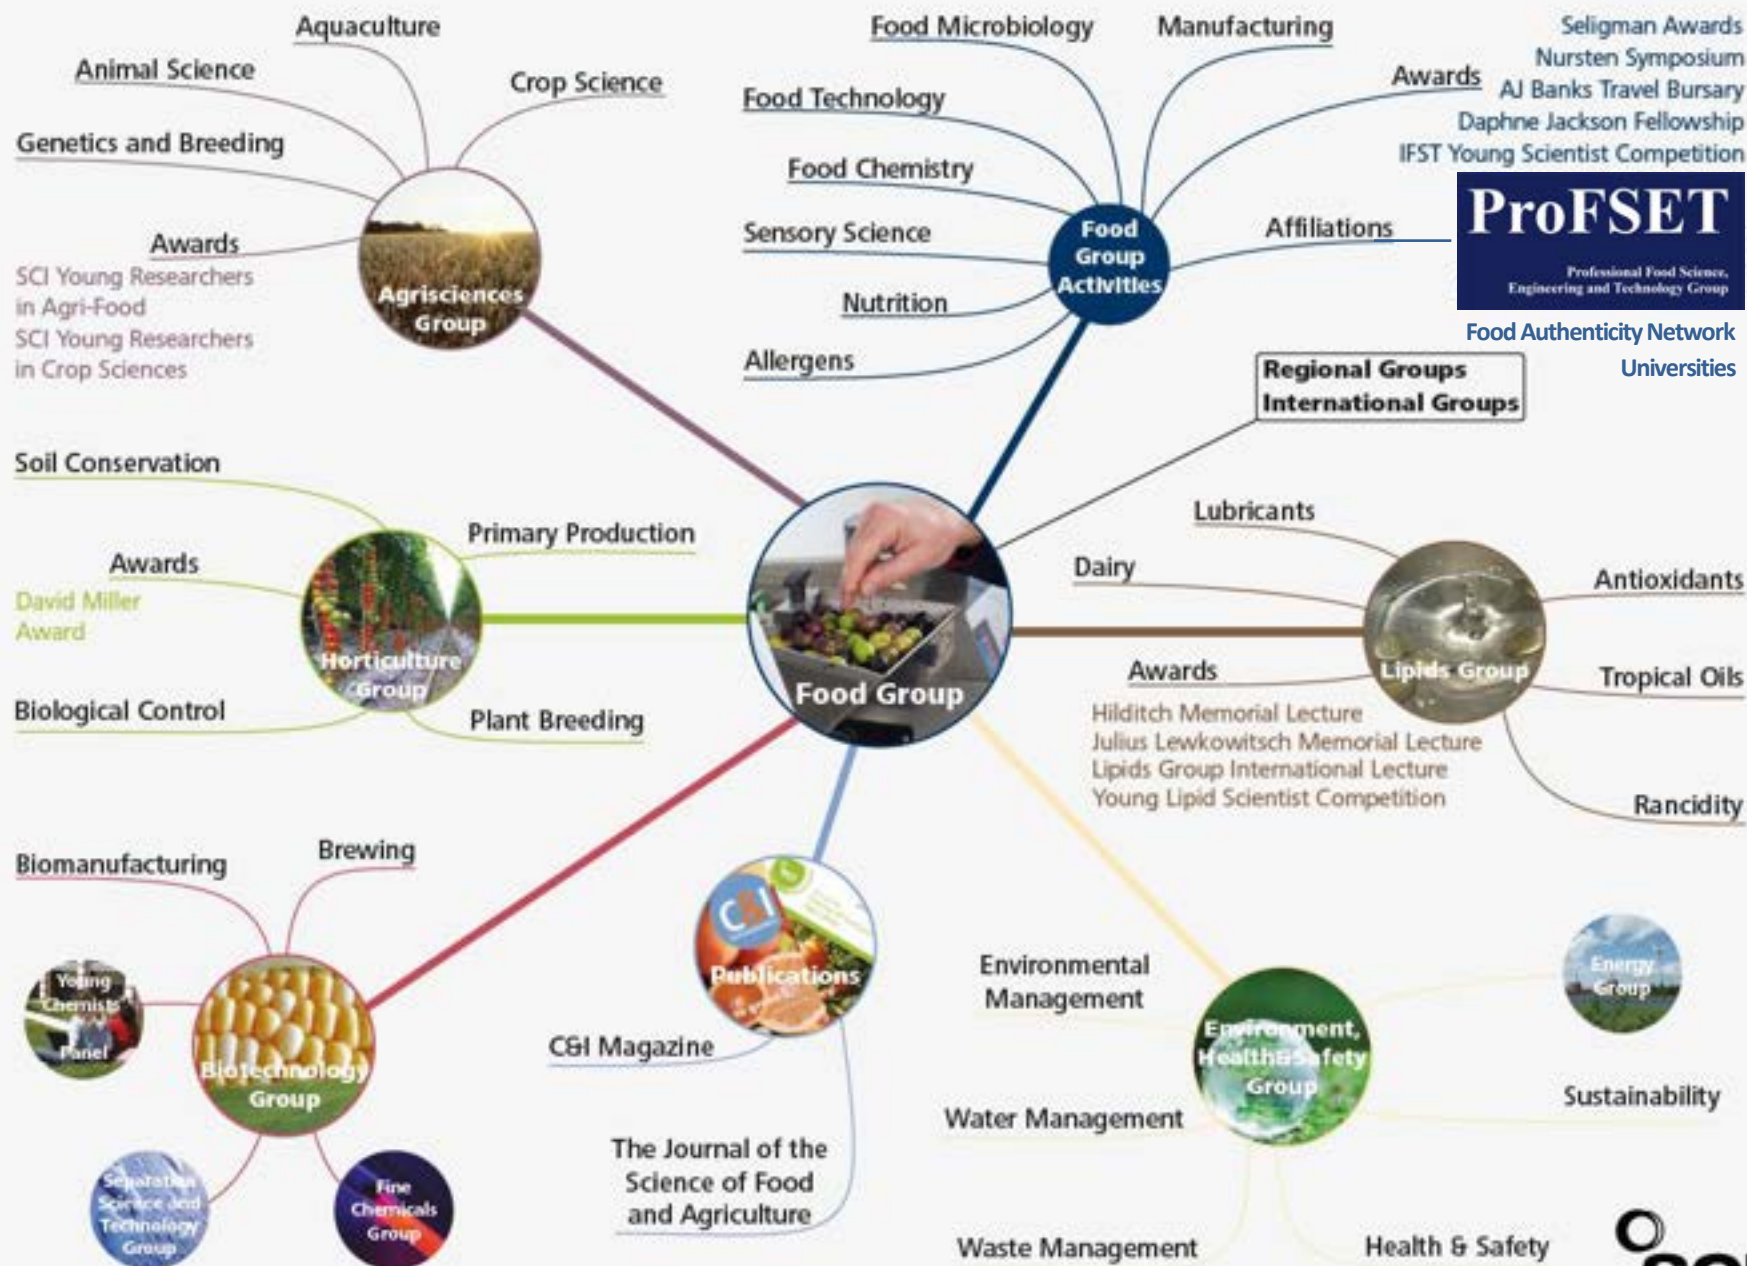 Aquaculture
Animal Science
Crop Science
Genetics and Breeding
Awards
SCI Young Researchers
in Agri-Food
SCI Young Researchers
in Crop Sciences
Agrisciences
Group
Food Microbiology
Manufacturing
Food Technology
Food Chemistry
Sensory Science
Nutrition
Allergens
Food
Group
Activities
Awards
Seligman Awards
Nursten Symposium
AJ Banks Travel Bursary
Daphne Jackson Fellowship
IFST Young Scientist Competition
Affiliations
ProFSET
Professional Food Science,
Engineering and Technology Group
Food Authenticity Network
Universities
Regional Groups
International Groups
Soil Conservation
Primary Production
Awards
David Miller
Award
Horticulture
Group
Biological Control
Plant Breeding
Food Group
Lubricants
Dairy
Antioxidants
Lipids Group
Awards
Tropical Oils
Hilditch Memorial Lecture
Julius Lewkowitsch Memorial Lecture
Lipids Group International Lecture
Young Lipid Scientist Competition
Rancidity
Biomanufacturing
Brewing
Young
Chemists
Panel
Biotechnology
Group
Separation
Science and
Technology
Group
Fine
Chemicals
Group
C&I
Publications
C&I Magazine
The Journal of the
Science of Food
and Agriculture
Environmental
Management
Energy
Group
Environment,
Health&Safety
Group
Water Management
Sustainability
Waste Management
Health & Safety